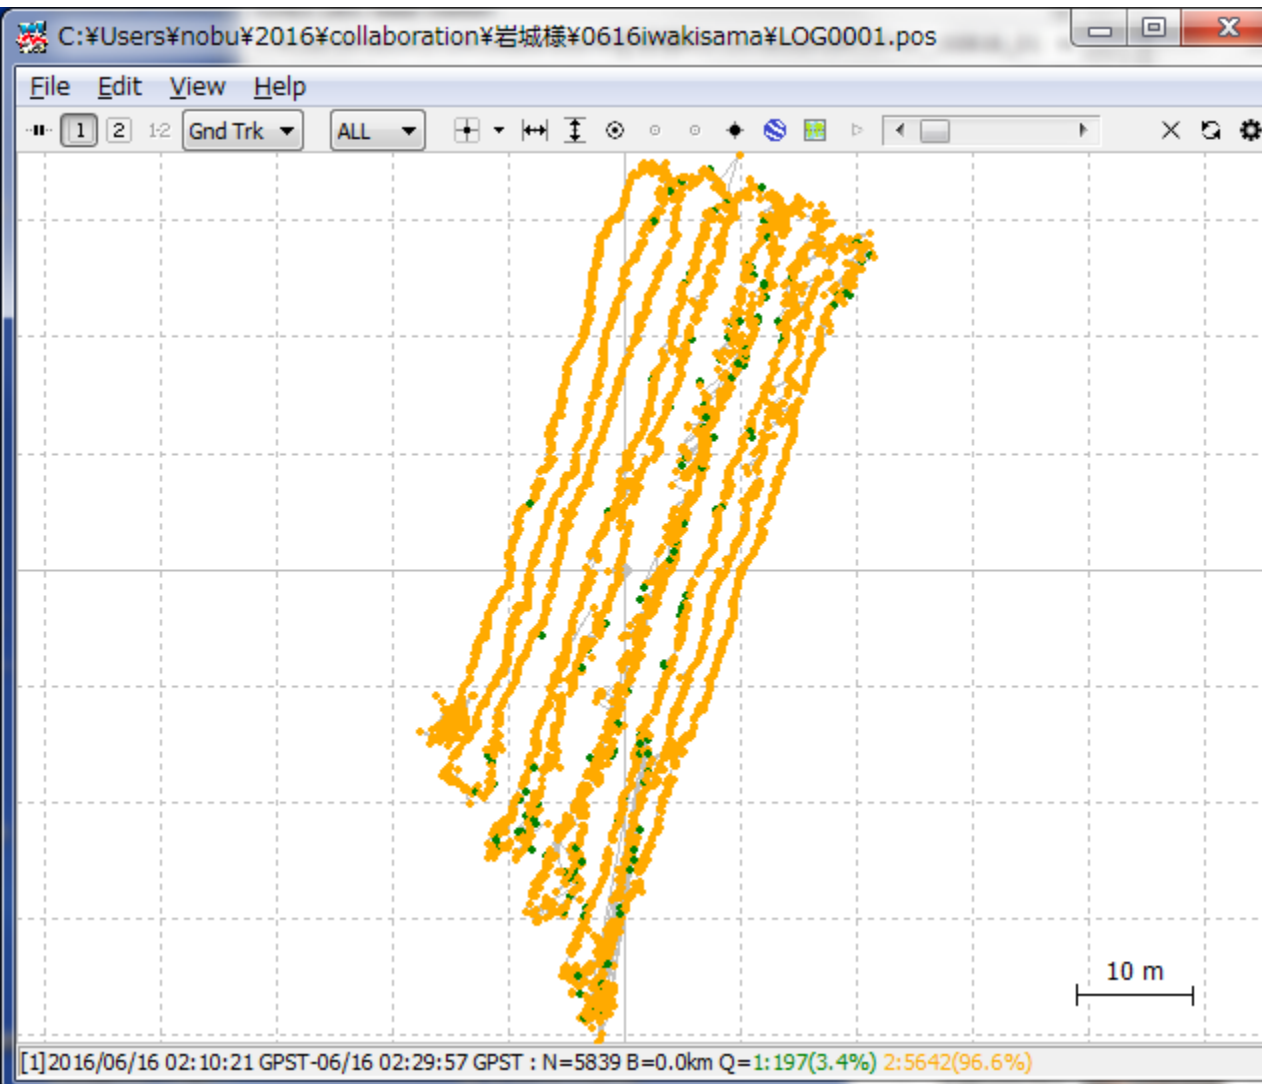 C:¥Users¥nobu¥2016¥collaboration¥岩城様¥0616iwakisama¥LOG0001.pos
File Edit View Help
1 2 1-2 Gnd Trk ALL
10 m
[1]2016/06/16 02:10:21 GPST-06/16 02:29:57 GPST : N=5839 B=0.0km Q=1:197(3.4%) 2:5642(96.6%)